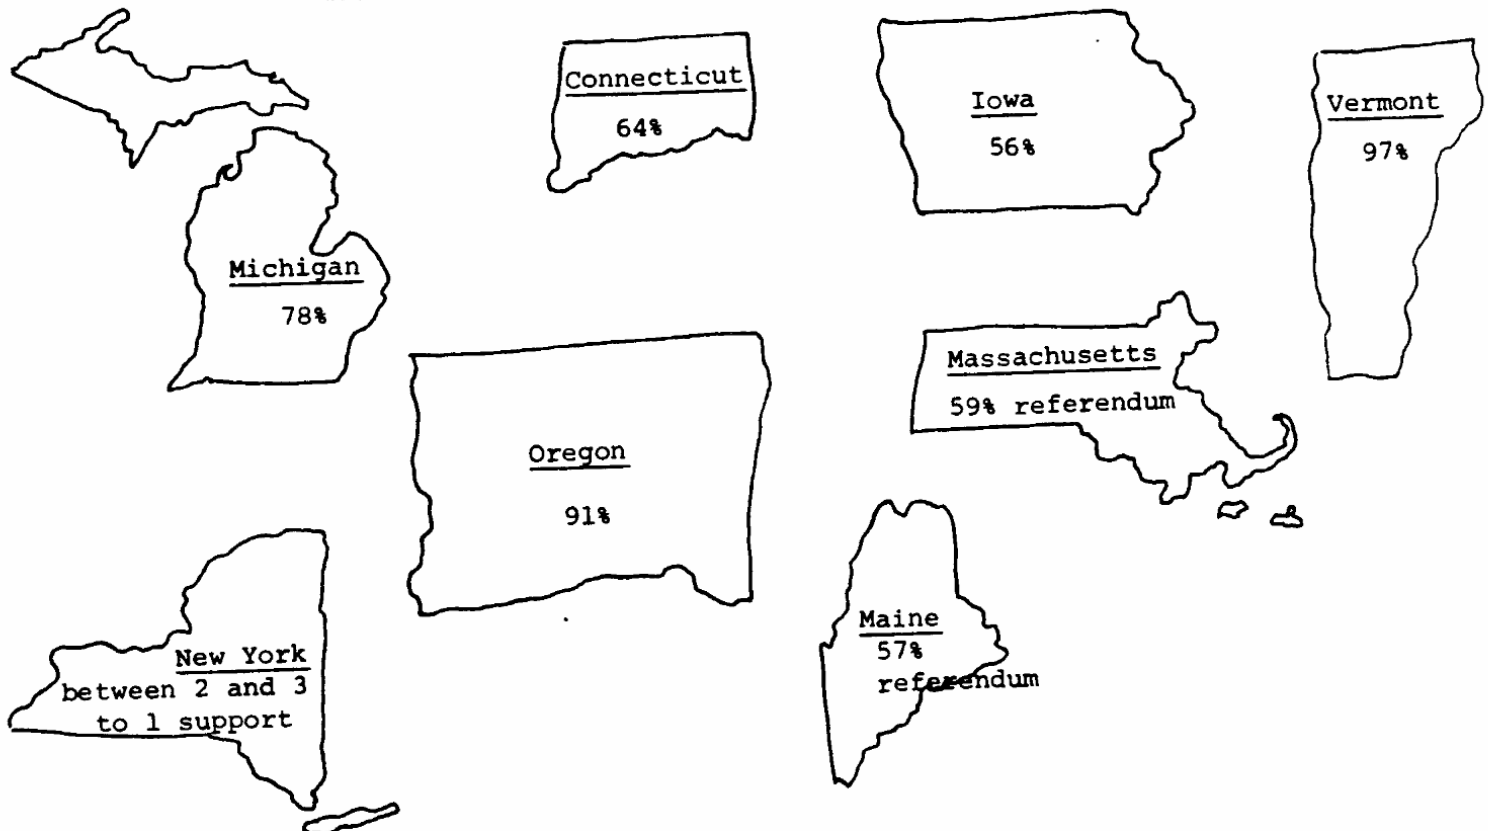 Connecticut
64%
Iowa
56%
Vermont
97%
Michigan
78%
Massachusetts
59% referendum
Oregon
91%
Maine
57%
referendum
New York
between 2 and 3
to 1 support